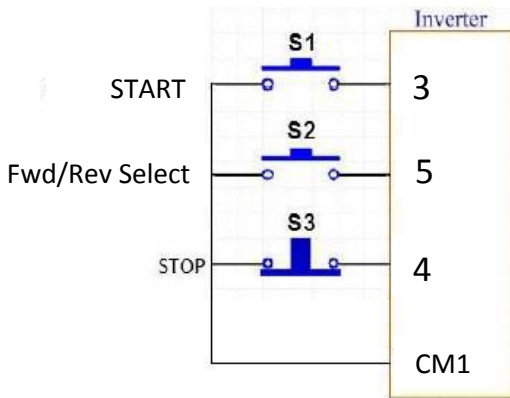 Inverter
S1
START 3
S2
Fwd/Rev Select 5
S3
STOP 4
CM1